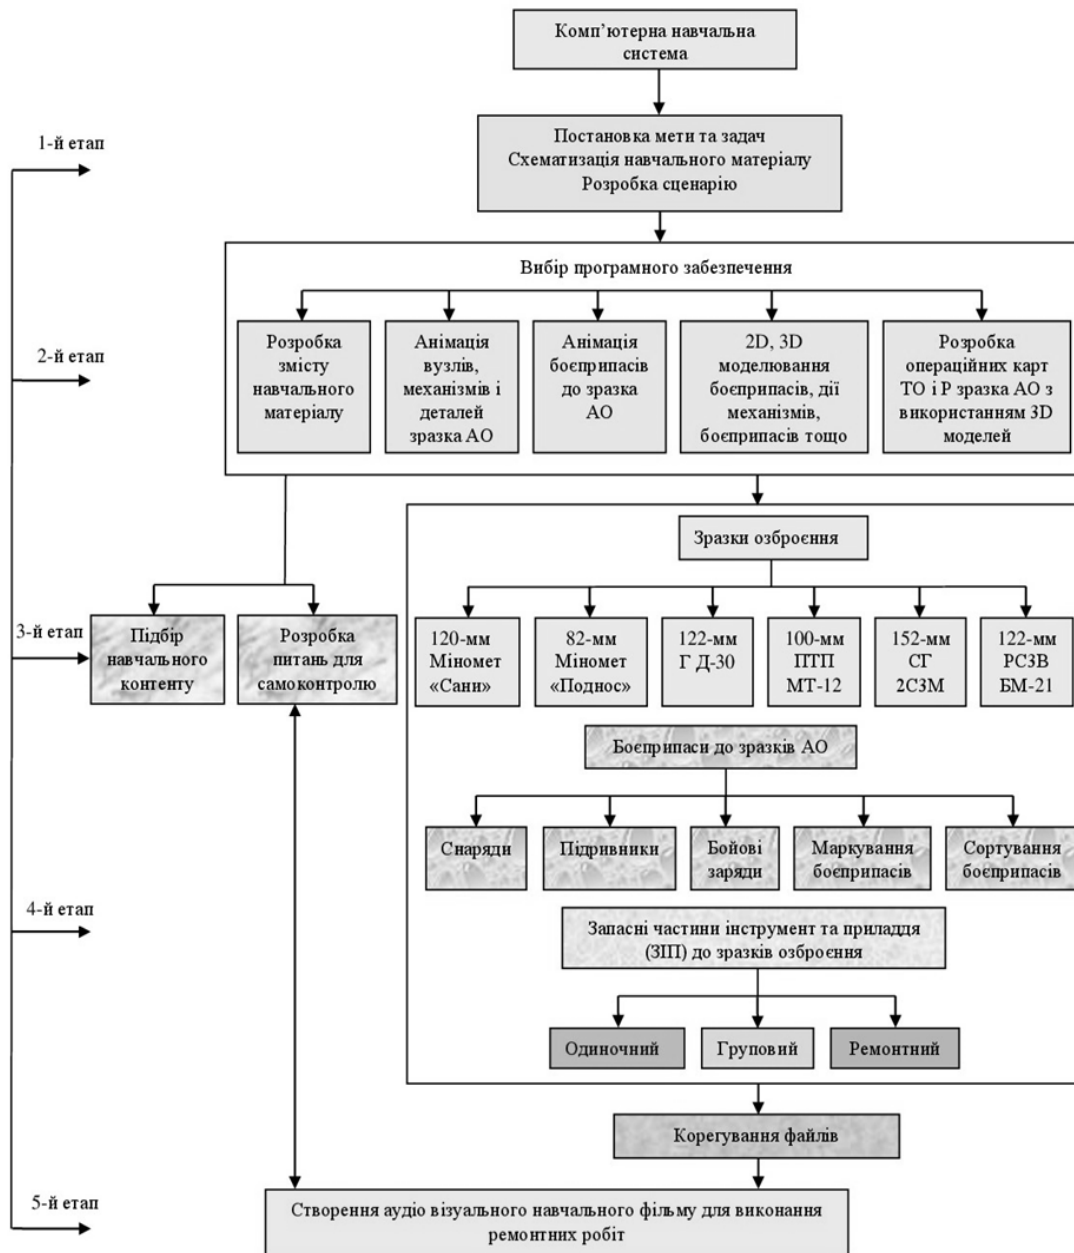 Комп’ютерна навчальна
система
1-й етап
Постановка мети та задач
Схематизація навчального матеріалу
Розробка сценарію
Вибір програмного забезпечення
2-й етап
Розробка
змісту
навчального
матеріалу
Анімація
вузлів,
механізмів і
деталей
зразка АО
Анімація
боєприпасів
до зразка
АО
2D, 3D
моделювання
боєприпасів, дії
механізмів,
боєприпасів тощо
Розробка
операційних карт
ТО і Р зразка АО з
використанням 3D
моделей
3-й етап
Підбір
навчального
контенту
Розробка
питань для
самоконтролю
Зразки озброєння
120-мм
Міномет
«Сани»
82-мм
Міномет
«Поднос»
122-мм
Г Д-30
100-мм
ПТП
МТ-12
152-мм
СГ
2С3М
122-мм
РСЗВ
БМ-21
Боєприпаси до зразків АО
Снаряди
Підривники
Бойові
заряди
Маркування
боєприпасів
Сортування
боєприпасів
4-й етап
Запасні частини інструмент та приладдя
(ЗІП) до зразків озброєння
Одиночний
Груповий
Ремонтний
Корегування файлів
5-й етап
Створення аудіо візуального навчального фільму для виконання
ремонтних робіт